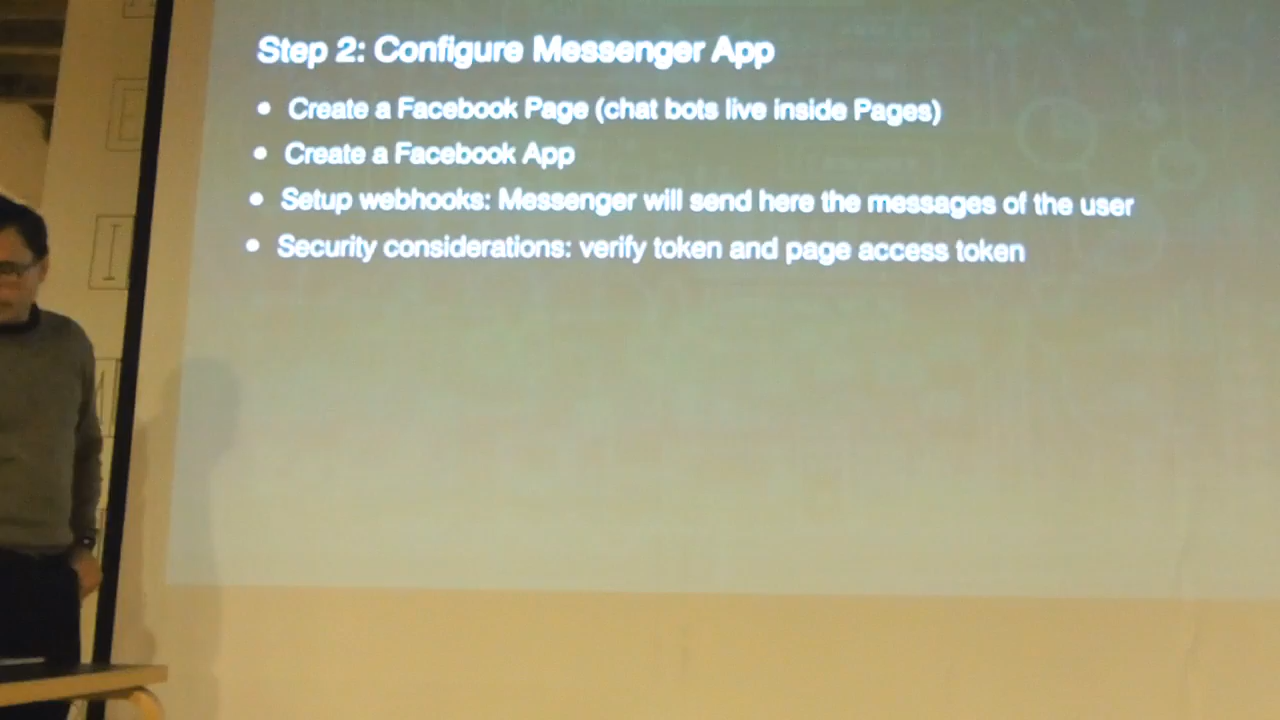 Step 2: Configure Messenger App
• Create a Facebook Page (chat bots live inside Pages)
• Create a Facebook App
• Setup webhooks: Messenger will send here the messages of the user
• Security considerations: verify token and page access token